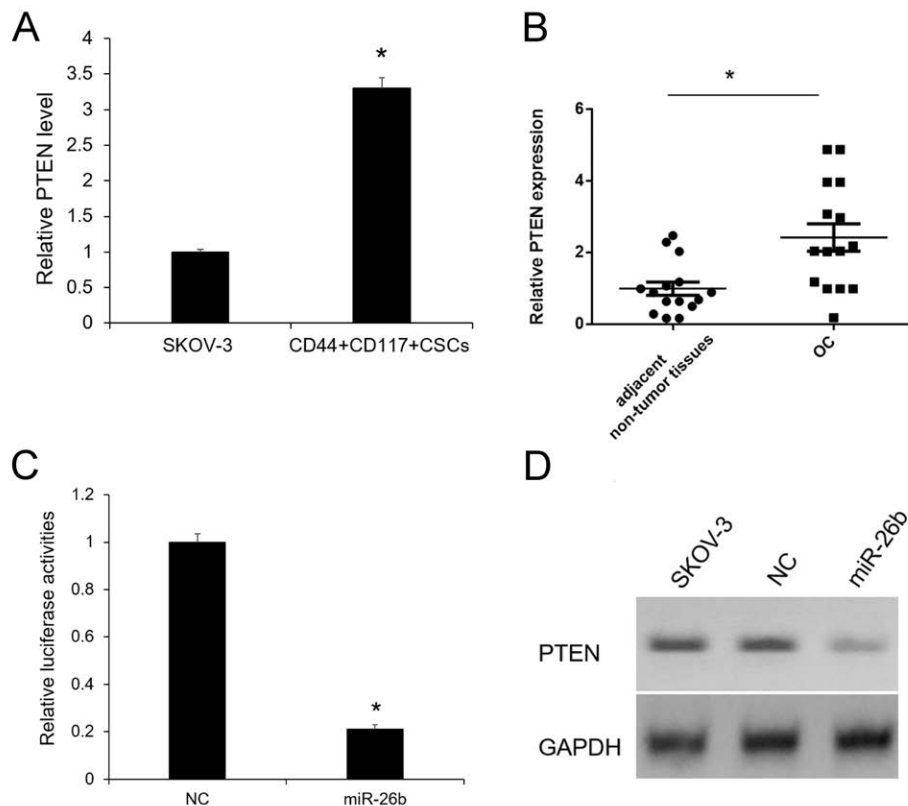 A
Relative PTEN level
4
3.5
3
2.5
2
1.5
1
0.5
0
*
SKOV-3
CD44+CD117+CSCs
B
*
Relative PTEN expression
6
4
2
0
adjacent
non-tumor tissues
OC
C
Relative luciferase activities
1.2
1
0.8
0.6
0.4
0.2
0
*
NC
miR-26b
D
SKOV-3
NC
miR-26b
PTEN
GAPDH